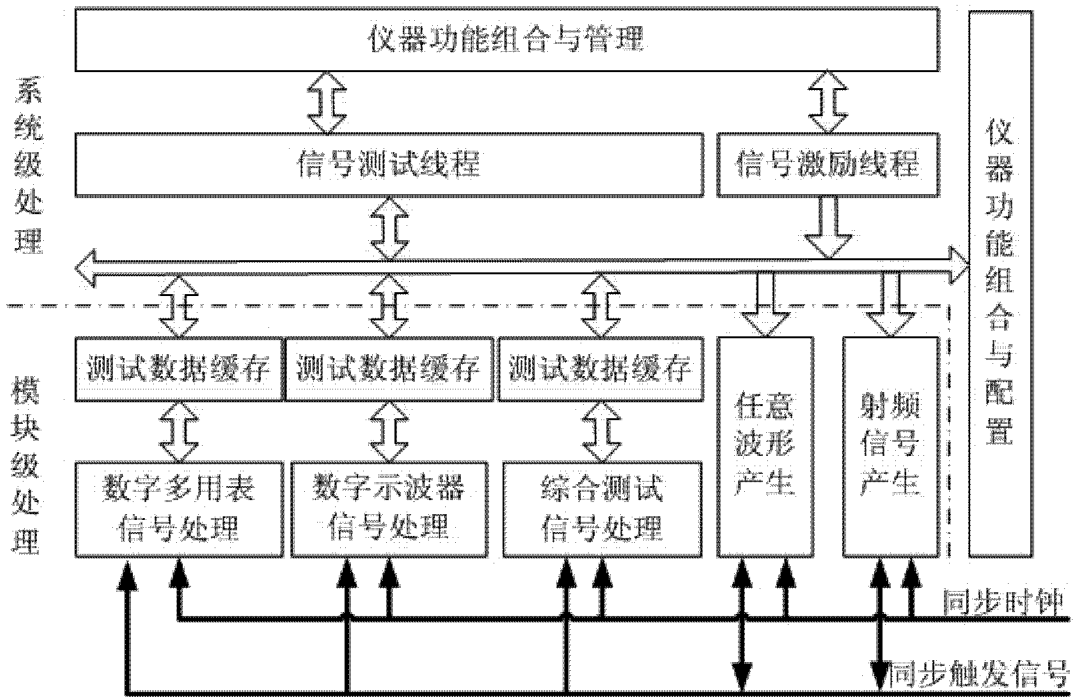 仪器功能组合与管理
系统级处理
信号测试线程
信号激励线程
仪器功能组合与配置
模块级处理
测试数据缓存
测试数据缓存
测试数据缓存
任意
波形
产生
射频
信号
产生
数字多用表
信号处理
数字示波器
信号处理
综合测试
信号处理
同步时钟
同步触发信号